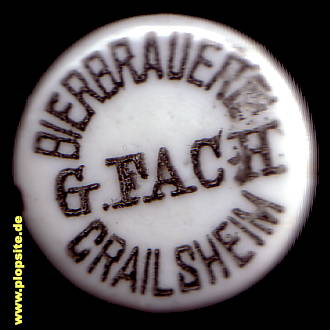 BIERBRAUEREI
G. FACH
CRAILSHEIM
www.plopsite.de